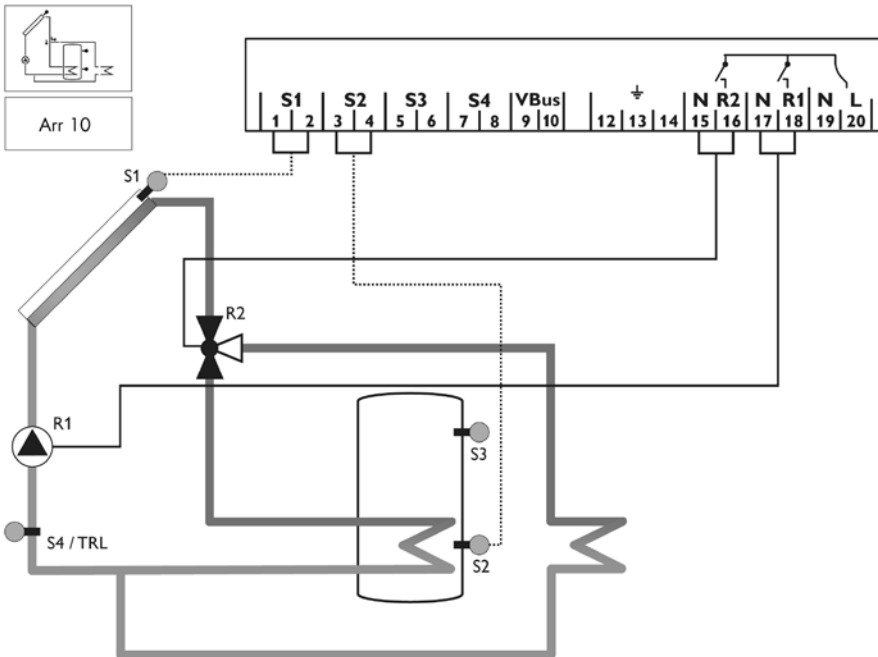 Arr 10
S1 S2 S3 S4 VBus ⏚ N R2 N R1 N L
1 2 3 4 5 6 7 8 9 10 12 13 14 15 16 17 18 19 20
S1
R2
R1
S3
S4 / TRL
S2